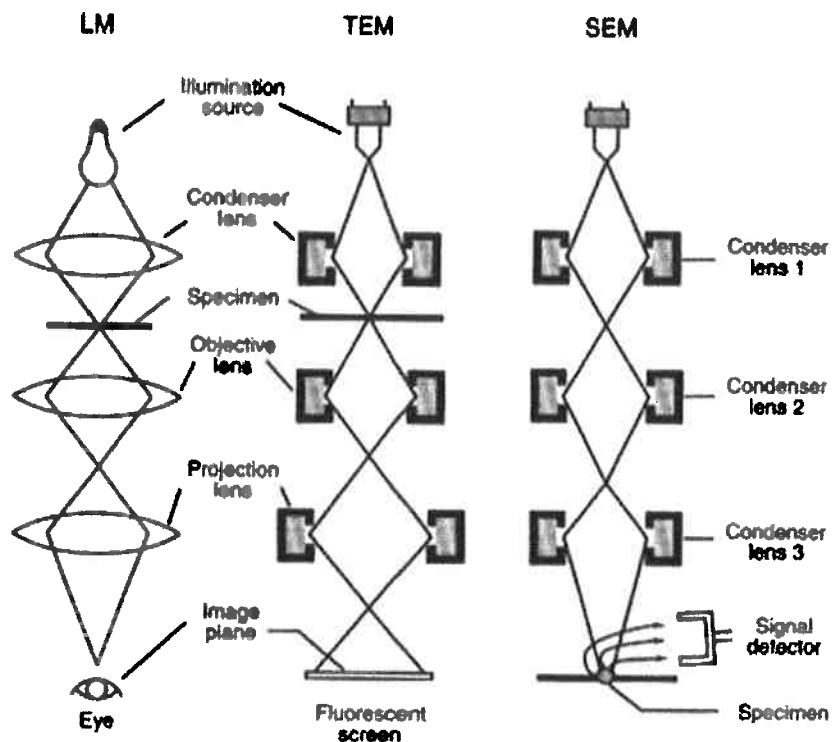 LM
TEM
SEM
Illumination
source
Condenser
lens
Specimen
Objective
lens
Projection
lens
Image
plane
Eye
Fluorescent
screen
Condenser
lens 1
Condenser
lens 2
Condenser
lens 3
Signal
detector
Specimen